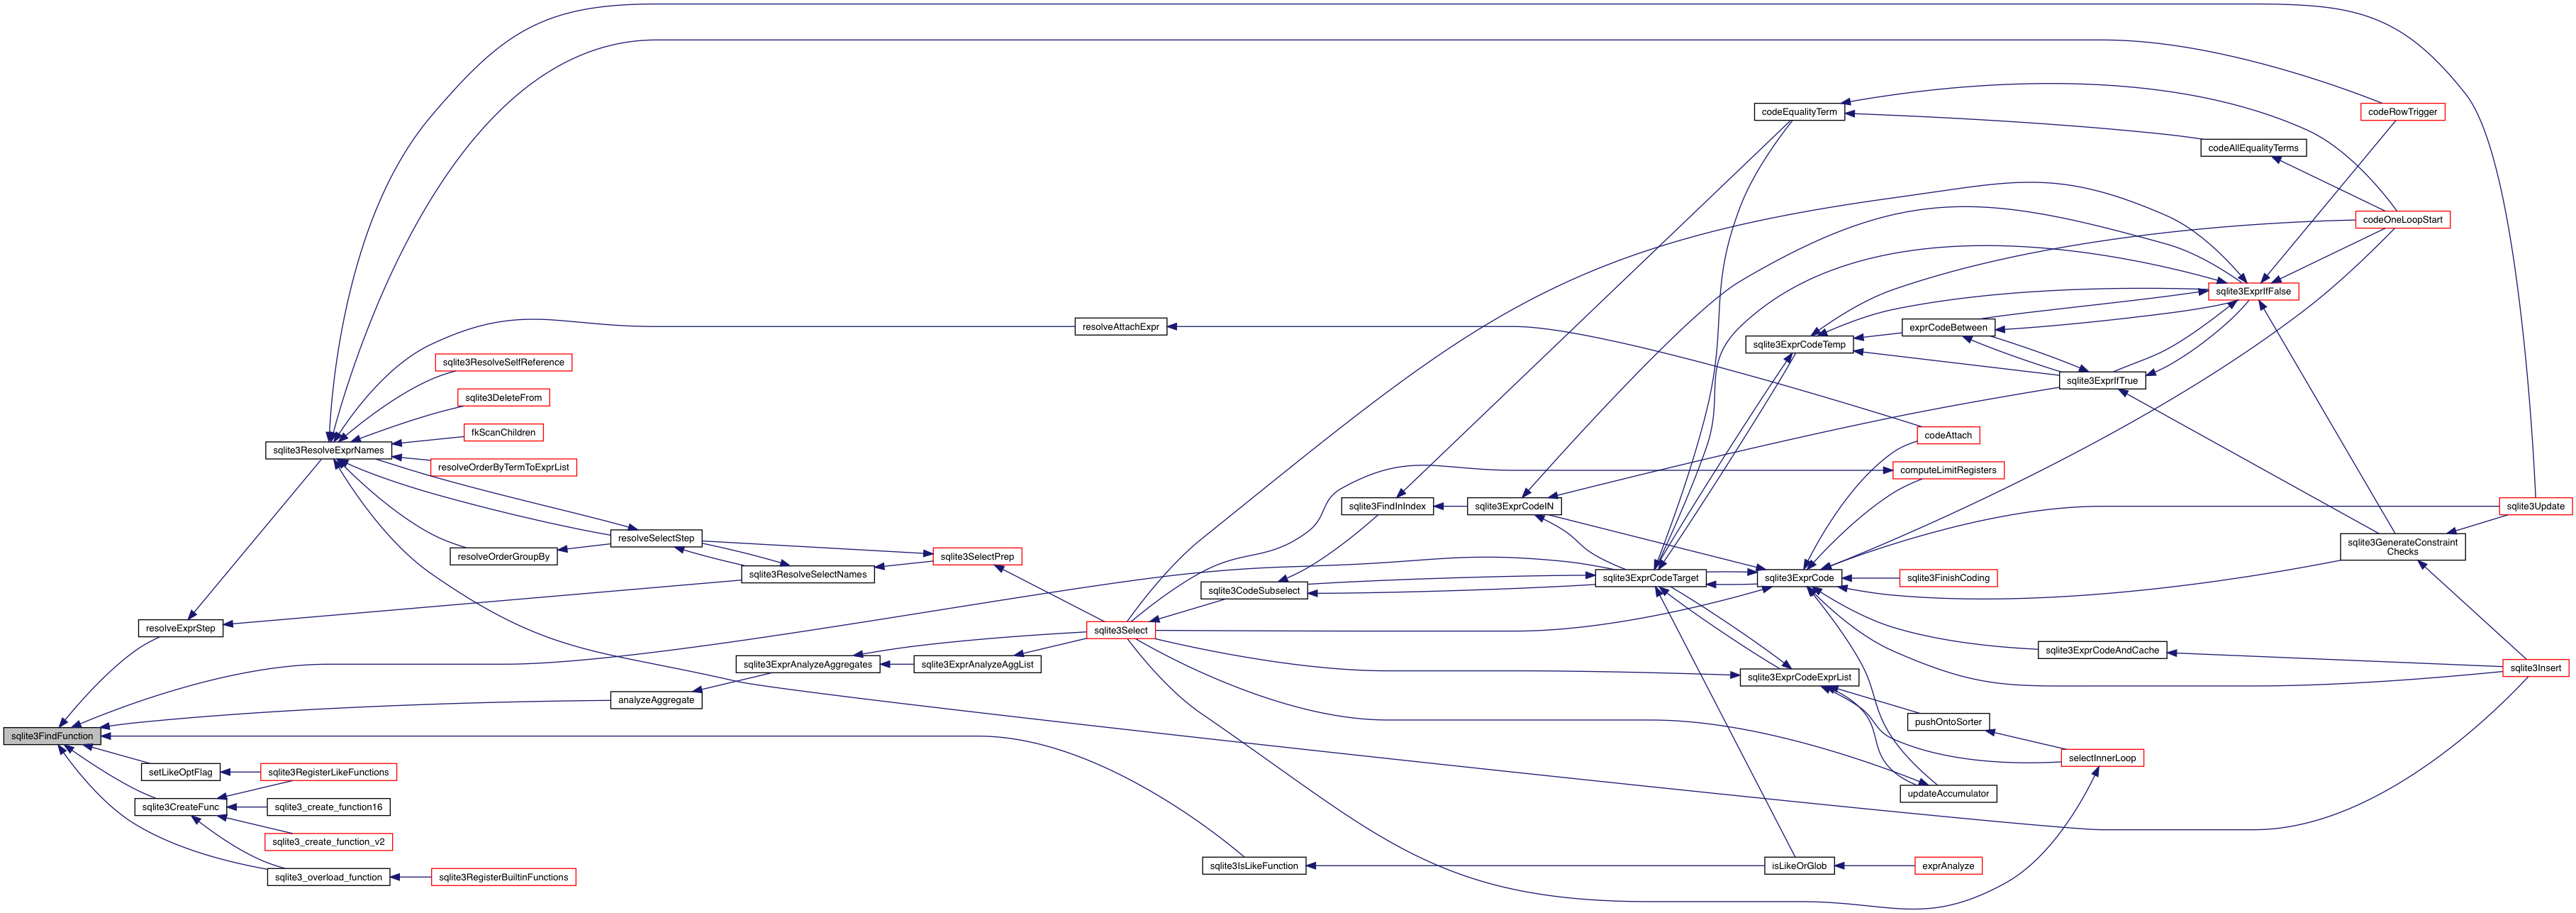 codeEqualityTerm
codeRowTrigger
codeAllEqualityTerms
codeOneLoopStart
sqlite3ExprIfFalse
resolveAttachExpr
exprCodeBetween
sqlite3ExprCodeTemp
sqlite3ResolveSelfReference
sqlite3ExprIfTrue
sqlite3DeleteFrom
fkScanChildren
codeAttach
sqlite3ResolveExprNames
resolveOrderByTermToExprList
computeLimitRegisters
sqlite3FindInIndex
sqlite3ExprCodeIN
sqlite3Update
resolveSelectStep
sqlite3GenerateConstraint
Checks
resolveOrderGroupBy
sqlite3SelectPrep
sqlite3ResolveSelectNames
sqlite3ExprCodeTarget
sqlite3ExprCode
sqlite3FinishCoding
sqlite3CodeSubselect
resolveExprStep
sqlite3Select
sqlite3ExprCodeAndCache
sqlite3ExprAnalyzeAggregates
sqlite3ExprAnalyzeAggList
sqlite3Insert
sqlite3ExprCodeExprList
analyzeAggregate
pushOntoSorter
sqlite3FindFunction
selectInnerLoop
setLikeOptFlag
sqlite3RegisterLikeFunctions
updateAccumulator
sqlite3CreateFunc
sqlite3_create_function16
sqlite3_create_function_v2
sqlite3IsLikeFunction
isLikeOrGlob
exprAnalyze
sqlite3_overload_function
sqlite3RegisterBuiltinFunctions